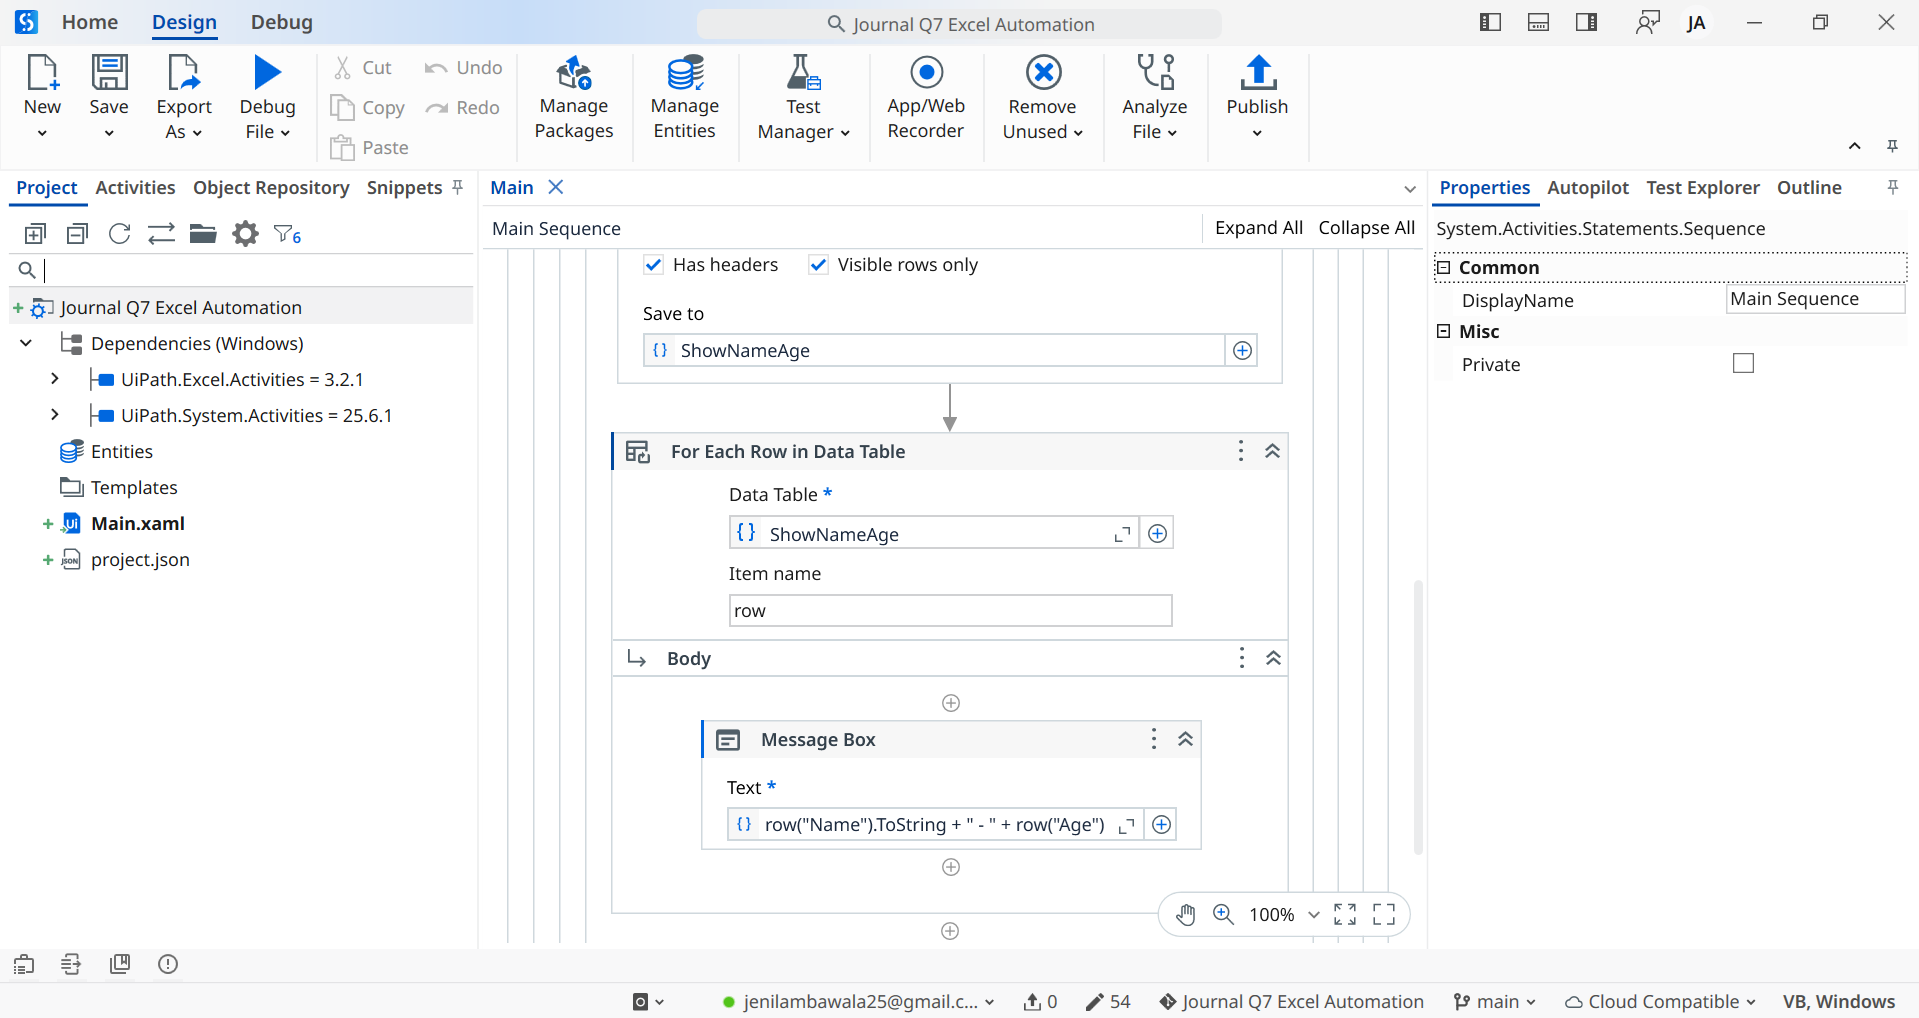 Home Design Debug Journal Q7 Excel Automation JA
New Save Export As Debug File Cut Copy Paste Undo Redo Manage Packages Manage Entities Test Manager App/Web Recorder Remove Unused Analyze File Publish
Project Activities Object Repository Snippets
6
Journal Q7 Excel Automation
Dependencies (Windows)
UiPath.Excel.Activities = 3.2.1
UiPath.System.Activities = 25.6.1
Entities
Templates
Main.xaml
project.json
Main
Main Sequence Expand All Collapse All
Has headers Visible rows only
Save to
ShowNameAge
For Each Row in Data Table
Data Table *
ShowNameAge
Item name
row
Body
Message Box
Text *
row("Name").ToString + " - " + row("Age")
100%
Properties Autopilot Test Explorer Outline
System.Activities.Statements.Sequence
Common
DisplayName Main Sequence
Misc
Private
jenilambawala25@gmail.c... 0 54 Journal Q7 Excel Automation main Cloud Compatible VB, Windows